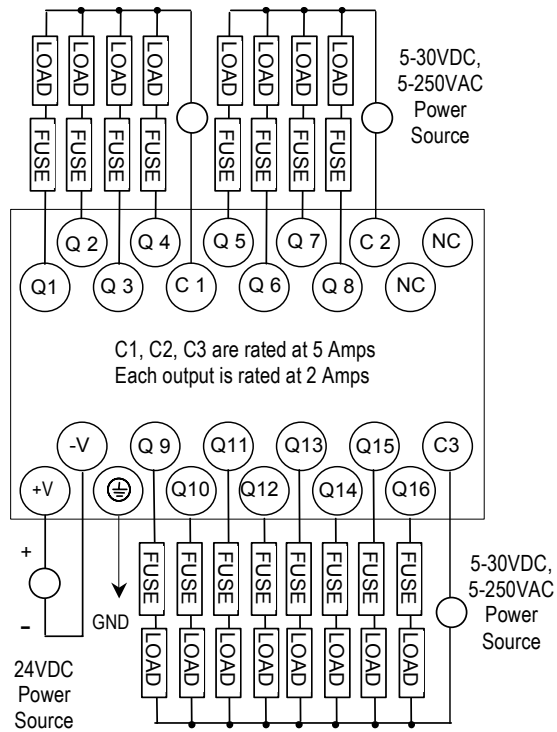 LOAD LOAD LOAD LOAD LOAD LOAD LOAD LOAD
FUSE FUSE FUSE FUSE FUSE FUSE FUSE FUSE
5-30VDC,
5-250VAC
Power
Source
Q 2 Q 4 Q 5 Q 7 C 2 NC
Q1 Q 3 C 1 Q 6 Q 8 NC
C1, C2, C3 are rated at 5 Amps
Each output is rated at 2 Amps
-V Q 9 Q11 Q13 Q15 C3
+V Q10 Q12 Q14 Q16
+
-
GND
24VDC
Power
Source
FUSE FUSE FUSE FUSE FUSE FUSE FUSE FUSE
LOAD LOAD LOAD LOAD LOAD LOAD LOAD LOAD
5-30VDC,
5-250VAC
Power
Source